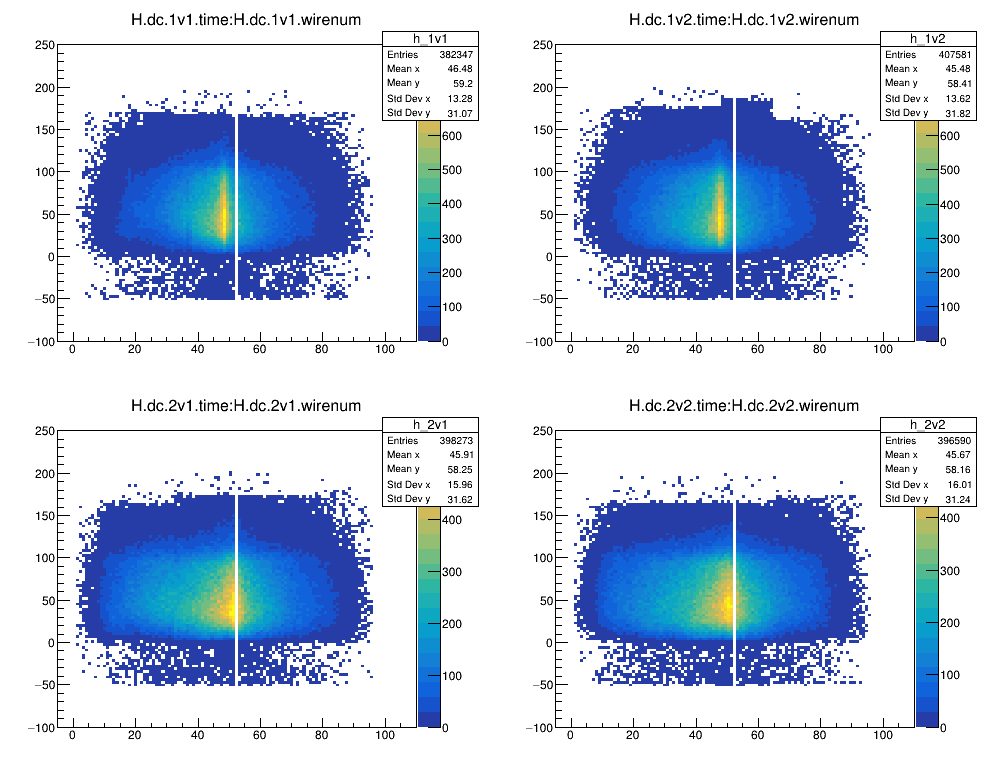 H.dc.1v1.time:H.dc.1v1.wirenum
h_1v1
Entries 382347
Mean x 46.48
Mean y 59.2
Std Dev x 13.28
Std Dev y 31.07
250
200
150
100
50
0
−50
−100
0 20 40 60 80 100
600
500
400
300
200
100
0
H.dc.1v2.time:H.dc.1v2.wirenum
h_1v2
Entries 407581
Mean x 45.48
Mean y 58.41
Std Dev x 13.62
Std Dev y 31.82
250
200
150
100
50
0
−50
−100
0 20 40 60 80 100
600
500
400
300
200
100
0
H.dc.2v1.time:H.dc.2v1.wirenum
h_2v1
Entries 398273
Mean x 45.91
Mean y 58.25
Std Dev x 15.96
Std Dev y 31.62
250
200
150
100
50
0
−50
−100
0 20 40 60 80 100
400
300
200
100
0
H.dc.2v2.time:H.dc.2v2.wirenum
h_2v2
Entries 396590
Mean x 45.67
Mean y 58.16
Std Dev x 16.01
Std Dev y 31.24
250
200
150
100
50
0
−50
−100
0 20 40 60 80 100
400
300
200
100
0